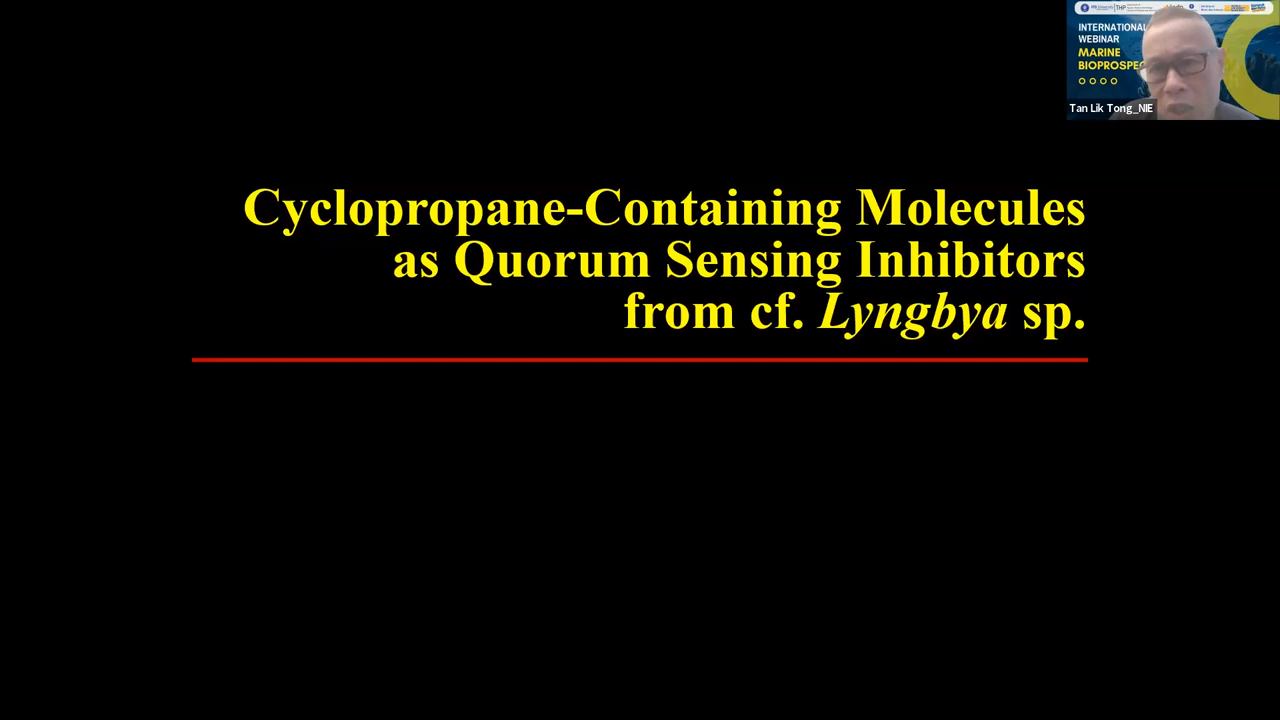 INTERNATIONAL
WEBINAR
MARINE
BIOPROSPEC
Tan Lik Tong_NIE
Cyclopropane-Containing Molecules
as Quorum Sensing Inhibitors
from cf. Lyngbya sp.